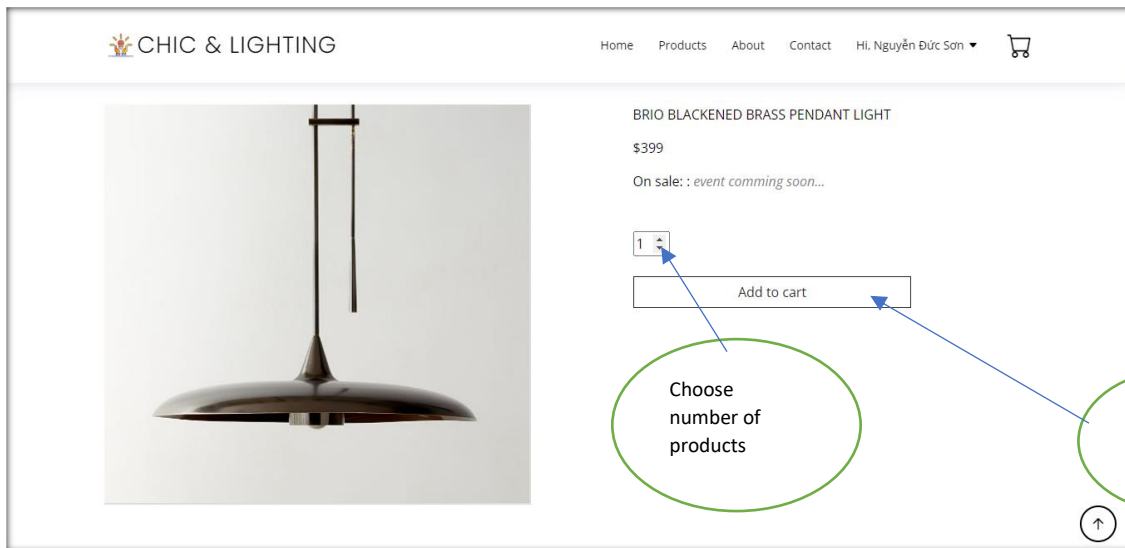 CHIC & LIGHTING
Home Products About Contact Hi, Nguyễn Đức Sơn
BRIO BLACKENED BRASS PENDANT LIGHT
$399
On sale: : event comming soon...
1
Add to cart
Choose
number of
products